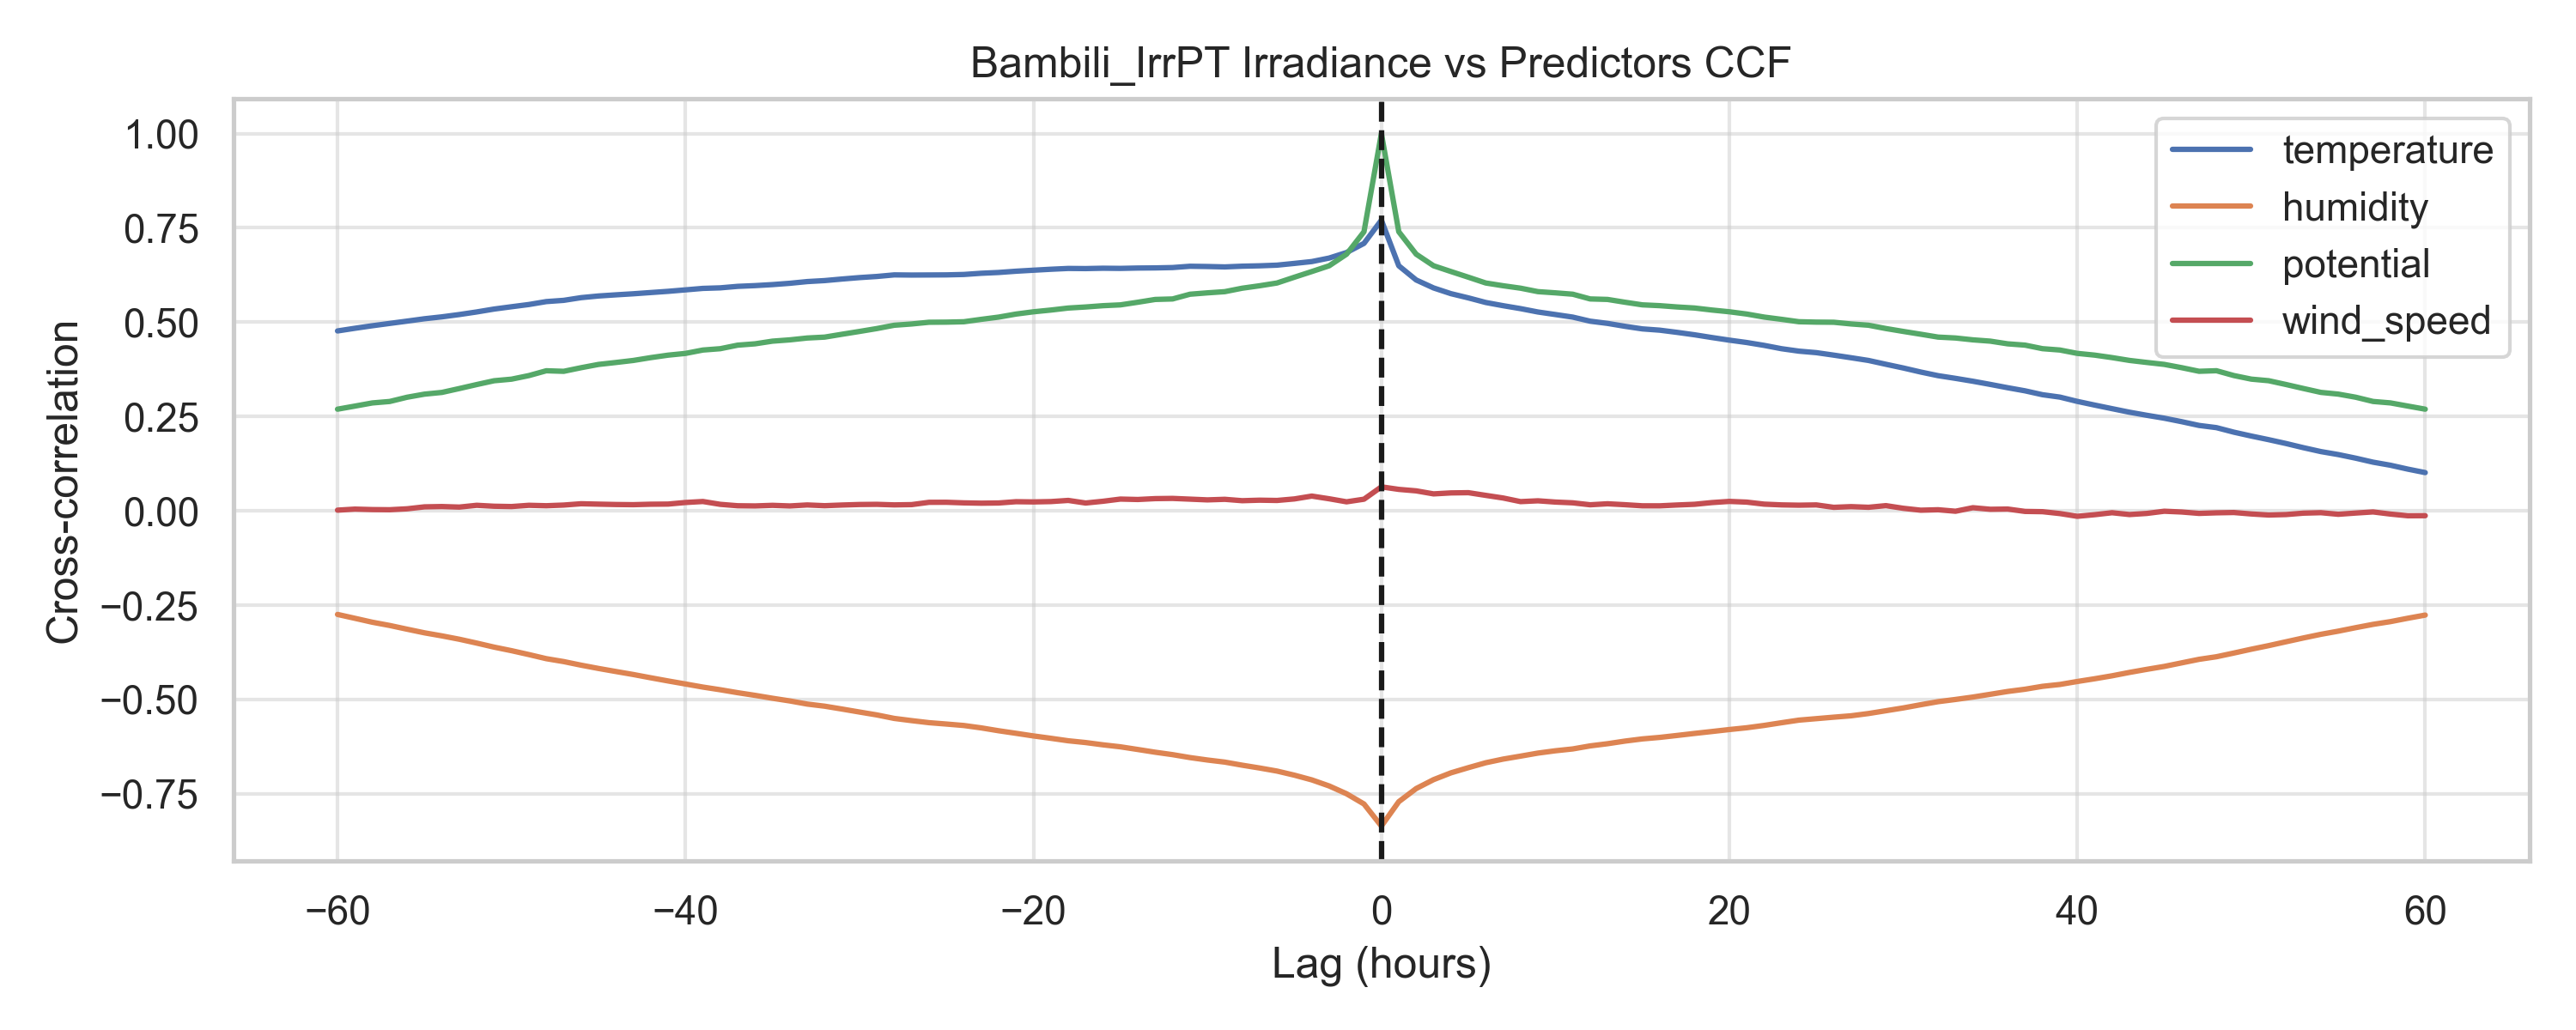 Bambili_IrrPT Irradiance vs Predictors CCF
1.00
0.75
0.50
0.25
0.00
−0.25
−0.50
−0.75
Cross-correlation
temperature
humidity
potential
wind_speed
−60 −40 −20 0 20 40 60
Lag (hours)